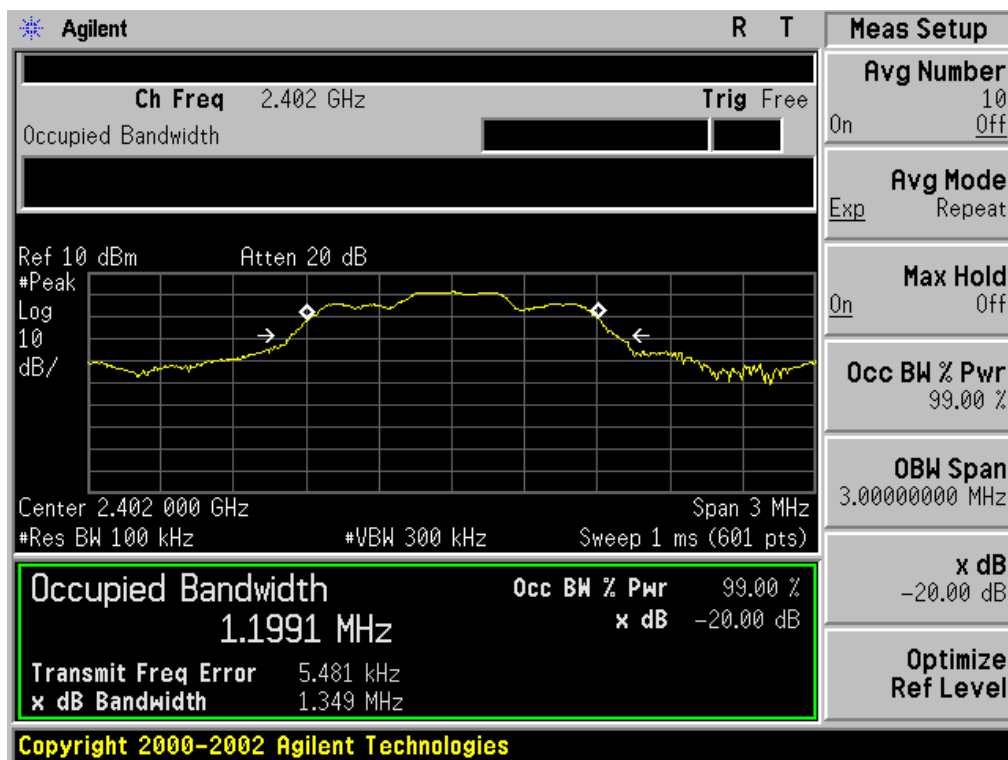 Agilent R T
Ch Freq 2.402 GHz Trig Free
Occupied Bandwidth
Ref 10 dBm Atten 20 dB
#Peak
Log
10
dB/
Center 2.402 000 GHz Span 3 MHz
#Res BW 100 kHz #VBW 300 kHz Sweep 1 ms (601 pts)
Occupied Bandwidth
1.1991 MHz
Occ BW % Pwr 99.00 %
x dB -20.00 dB
Transmit Freq Error 5.481 kHz
x dB Bandwidth 1.349 MHz
Copyright 2000-2002 Agilent Technologies
Meas Setup
Avg Number
10
On Off
Avg Mode
Exp Repeat
Max Hold
On Off
Occ BW % Pwr
99.00 %
OBW Span
3.00000000 MHz
x dB
-20.00 dB
Optimize
Ref Level